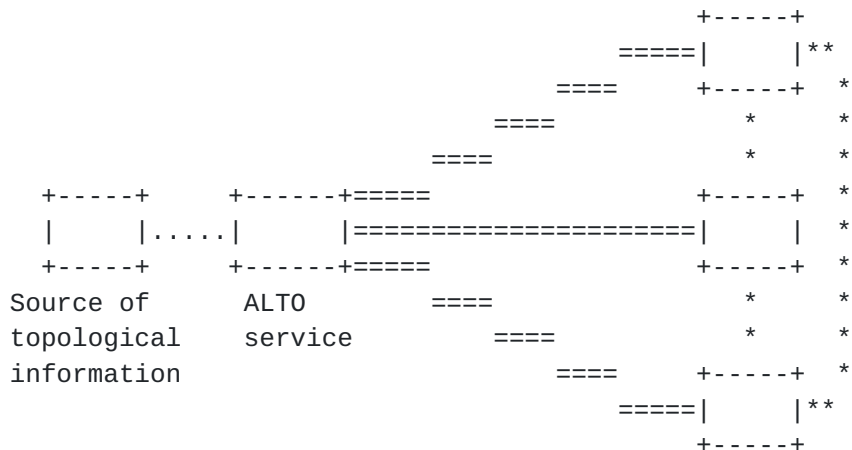 +-----+
                                       =====|     |**
                                   ====     +-----+  *
                               ====            *     *
                           ====                *     *
  +-----+     +------+=====                 +-----+  *
  |     |.....|      |======================|     |  *
  +-----+     +------+=====                 +-----+  *
Source of      ALTO        ====                *     *
topological    service         ====            *     *
information                        ====     +-----+  *
                                       =====|     |**
                                            +-----+